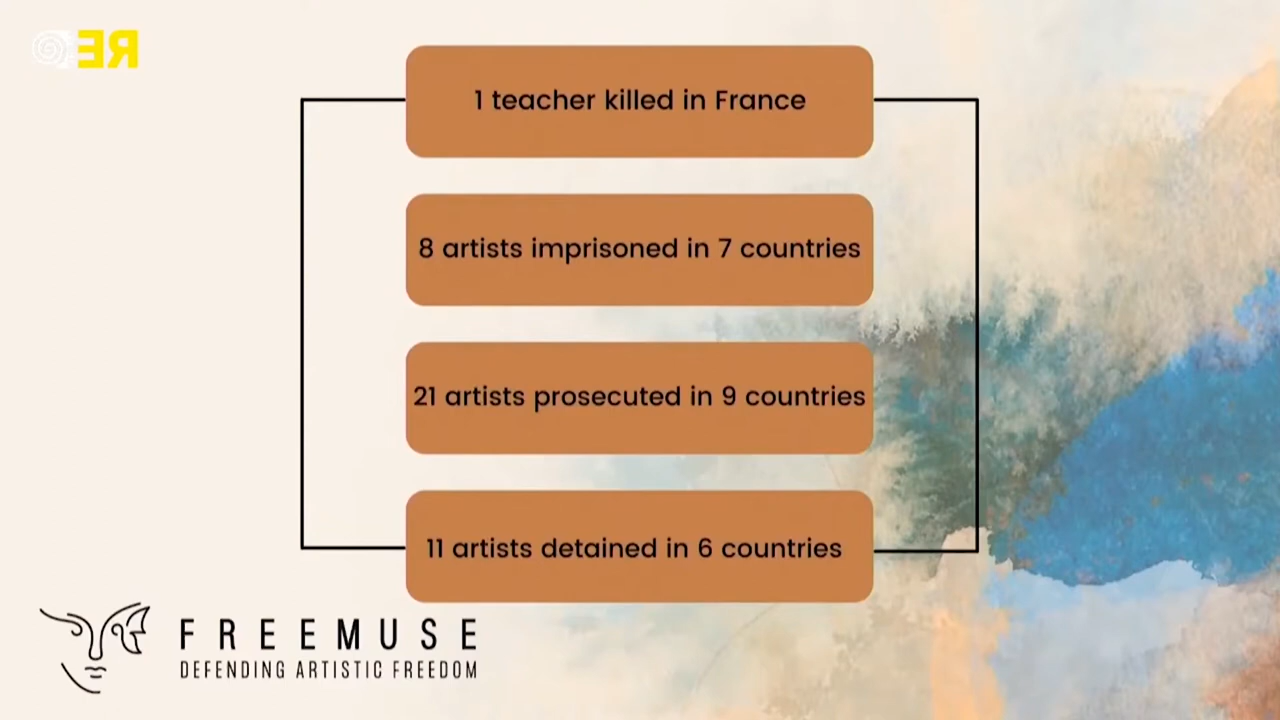 RE
1 teacher killed in France
8 artists imprisoned in 7 countries
21 artists prosecuted in 9 countries
11 artists detained in 6 countries
FREEMUSE
DEFENDING ARTISTIC FREEDOM